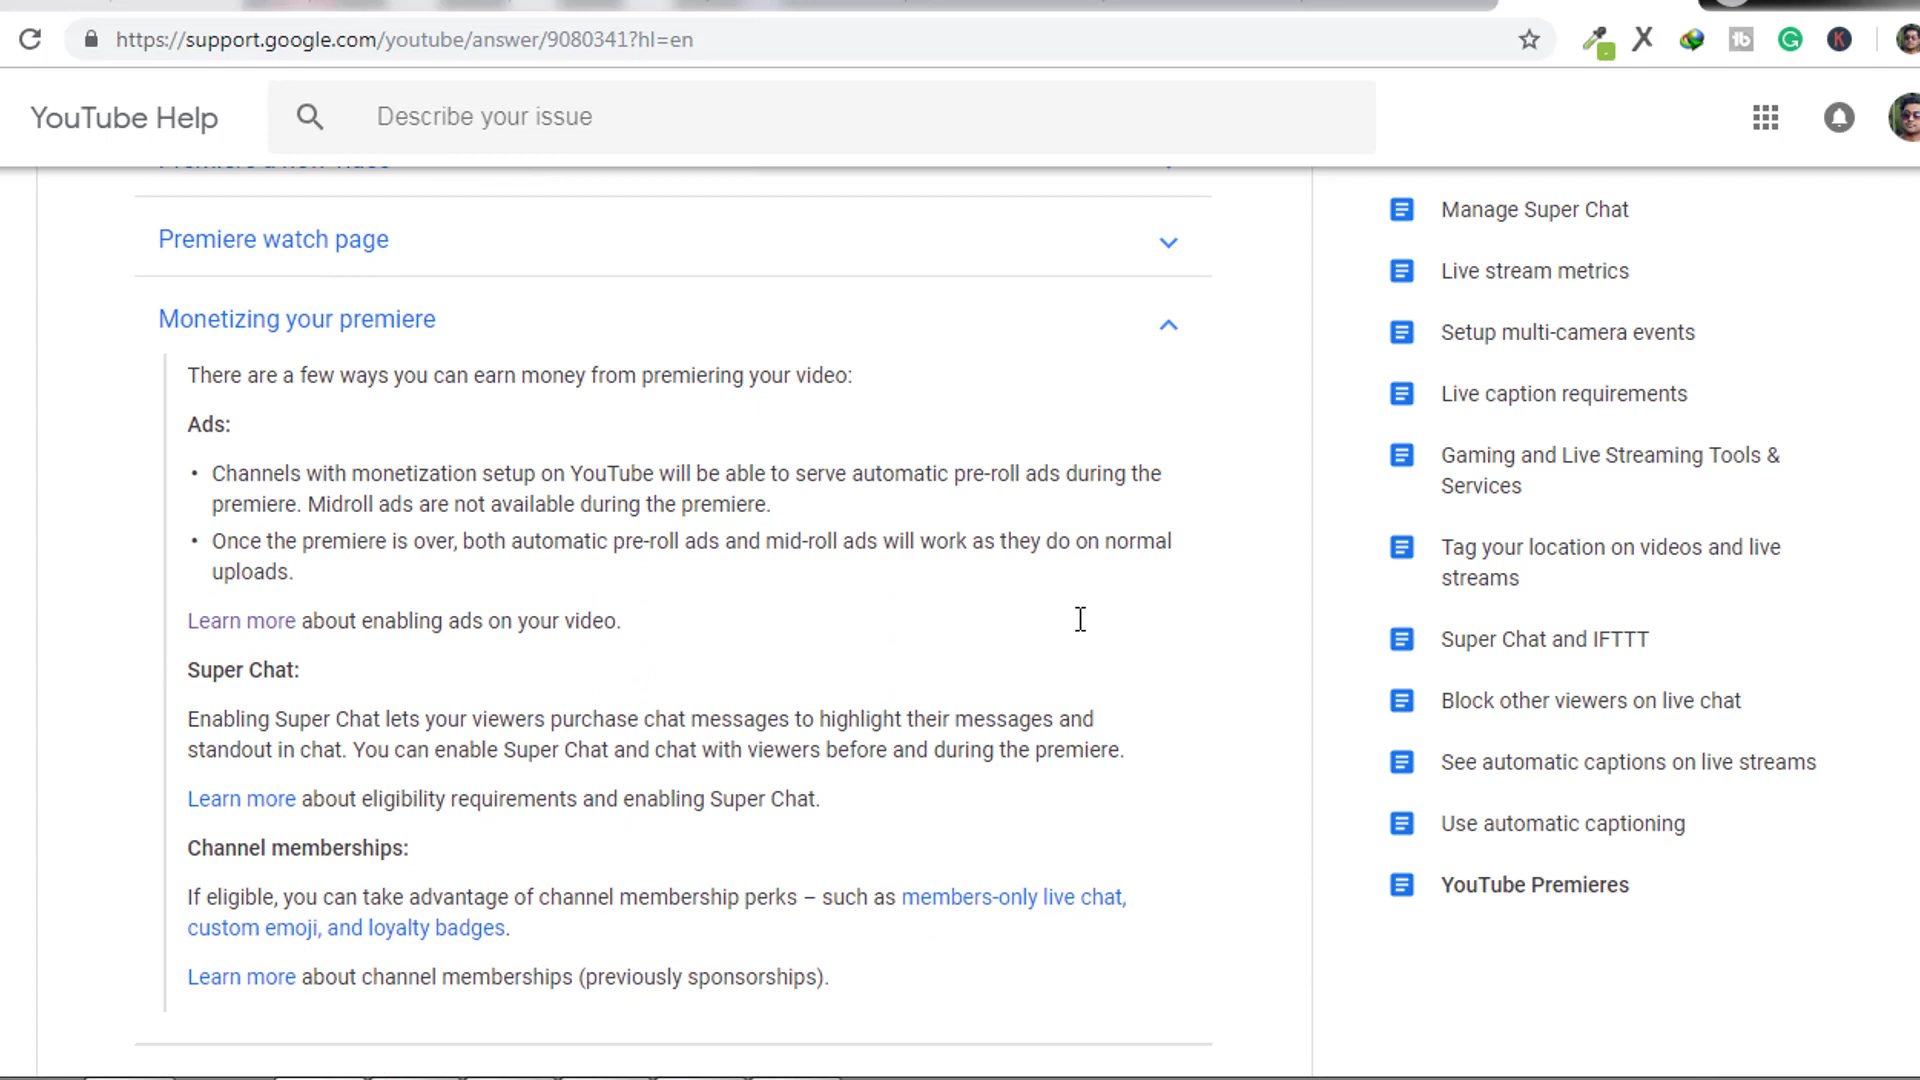 https://support.google.com/youtube/answer/9080341?hl=en
YouTube Help
Describe your issue
Premiere watch page
Monetizing your premiere
There are a few ways you can earn money from premiering your video:
Ads:
• Channels with monetization setup on YouTube will be able to serve automatic pre-roll ads during the
premiere. Midroll ads are not available during the premiere.
• Once the premiere is over, both automatic pre-roll ads and mid-roll ads will work as they do on normal
uploads.
Learn more about enabling ads on your video.
Super Chat:
Enabling Super Chat lets your viewers purchase chat messages to highlight their messages and
standout in chat. You can enable Super Chat and chat with viewers before and during the premiere.
Learn more about eligibility requirements and enabling Super Chat.
Channel memberships:
If eligible, you can take advantage of channel membership perks – such as members-only live chat,
custom emoji, and loyalty badges.
Learn more about channel memberships (previously sponsorships).
Manage Super Chat
Live stream metrics
Setup multi-camera events
Live caption requirements
Gaming and Live Streaming Tools &
Services
Tag your location on videos and live
streams
Super Chat and IFTTT
Block other viewers on live chat
See automatic captions on live streams
Use automatic captioning
YouTube Premieres